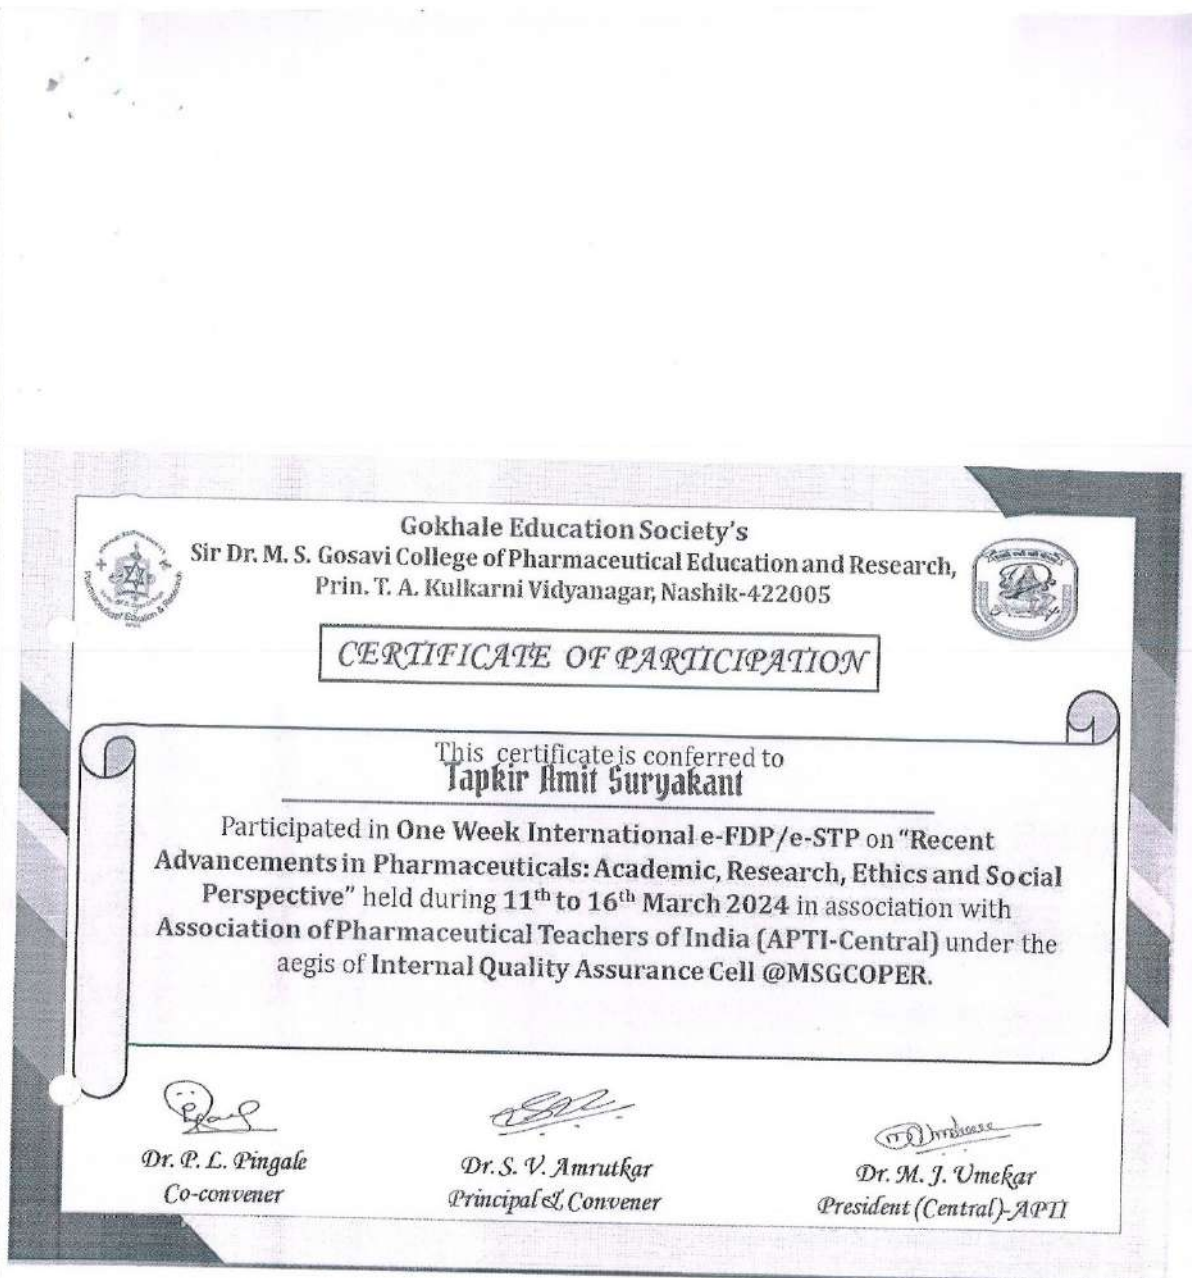 Gokhale Education Society's
Sir Dr. M. S. Gosavi College of Pharmaceutical Education and Research,
Prin. T. A. Kulkarni Vidyanagar, Nashik-422005
Pharmaceutical Education & Research
CERTIFICATE OF PARTICIPATION
This certificate is conferred to
Tapkir Amit Suryakant
Participated in One Week International e-FDP/e-STP on "Recent
Advancements in Pharmaceuticals: Academic, Research, Ethics and Social
Perspective" held during 11th to 16th March 2024 in association with
Association of Pharmaceutical Teachers of India (APTI-Central) under the
aegis of Internal Quality Assurance Cell @MSGCOPER.
Dr. P. L. Pingale
Co-convener
Dr. S. V. Amrutkar
Principal & Convener
Dr. M. J. Umekar
President (Central)-APTI